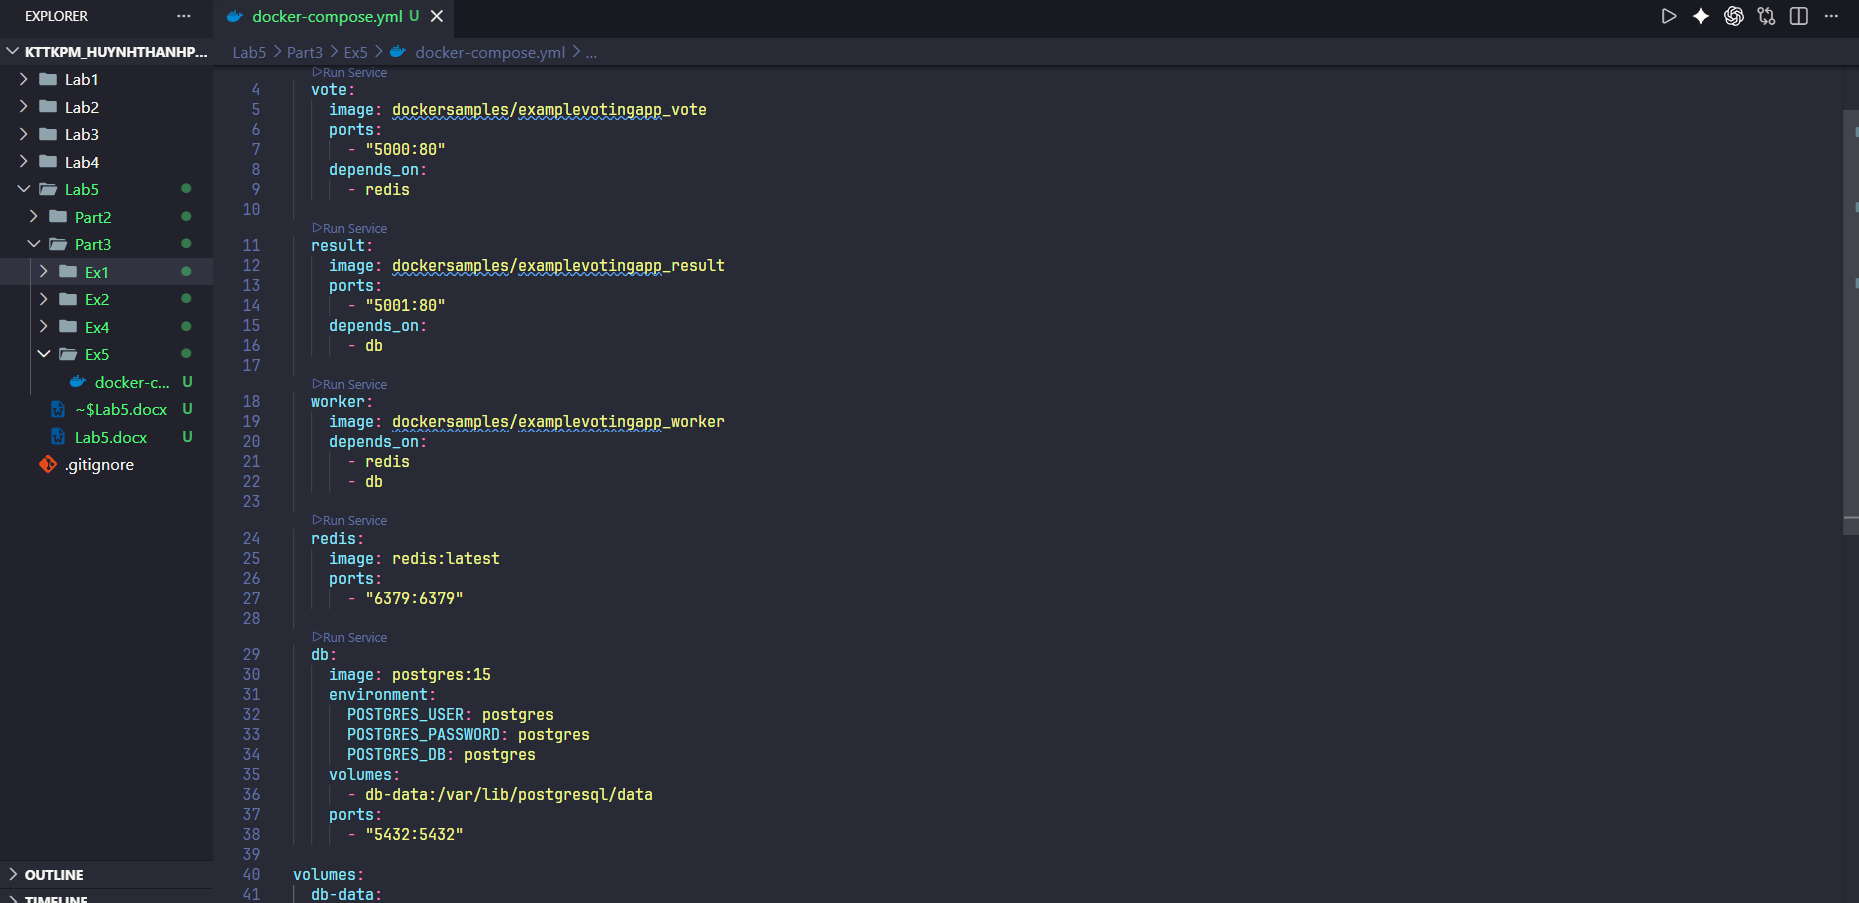 EXPLORER
KTTKPM_HUYNHTHANHP...
Lab1
Lab2
Lab3
Lab4
Lab5
Part2
Part3
Ex1
Ex2
Ex4
Ex5
docker-c... U
~$Lab5.docx U
Lab5.docx U
.gitignore
OUTLINE
TIMELINE
docker-compose.yml U
Lab5 > Part3 > Ex5 > docker-compose.yml > ...
Run Service
4 vote:
5 image: dockersamples/examplevotingapp_vote
6 ports:
7 - "5000:80"
8 depends_on:
9 - redis
10
Run Service
11 result:
12 image: dockersamples/examplevotingapp_result
13 ports:
14 - "5001:80"
15 depends_on:
16 - db
17
Run Service
18 worker:
19 image: dockersamples/examplevotingapp_worker
20 depends_on:
21 - redis
22 - db
23
Run Service
24 redis:
25 image: redis:latest
26 ports:
27 - "6379:6379"
28
Run Service
29 db:
30 image: postgres:15
31 environment:
32 POSTGRES_USER: postgres
33 POSTGRES_PASSWORD: postgres
34 POSTGRES_DB: postgres
35 volumes:
36 - db-data:/var/lib/postgresql/data
37 ports:
38 - "5432:5432"
39
40 volumes:
41 db-data: